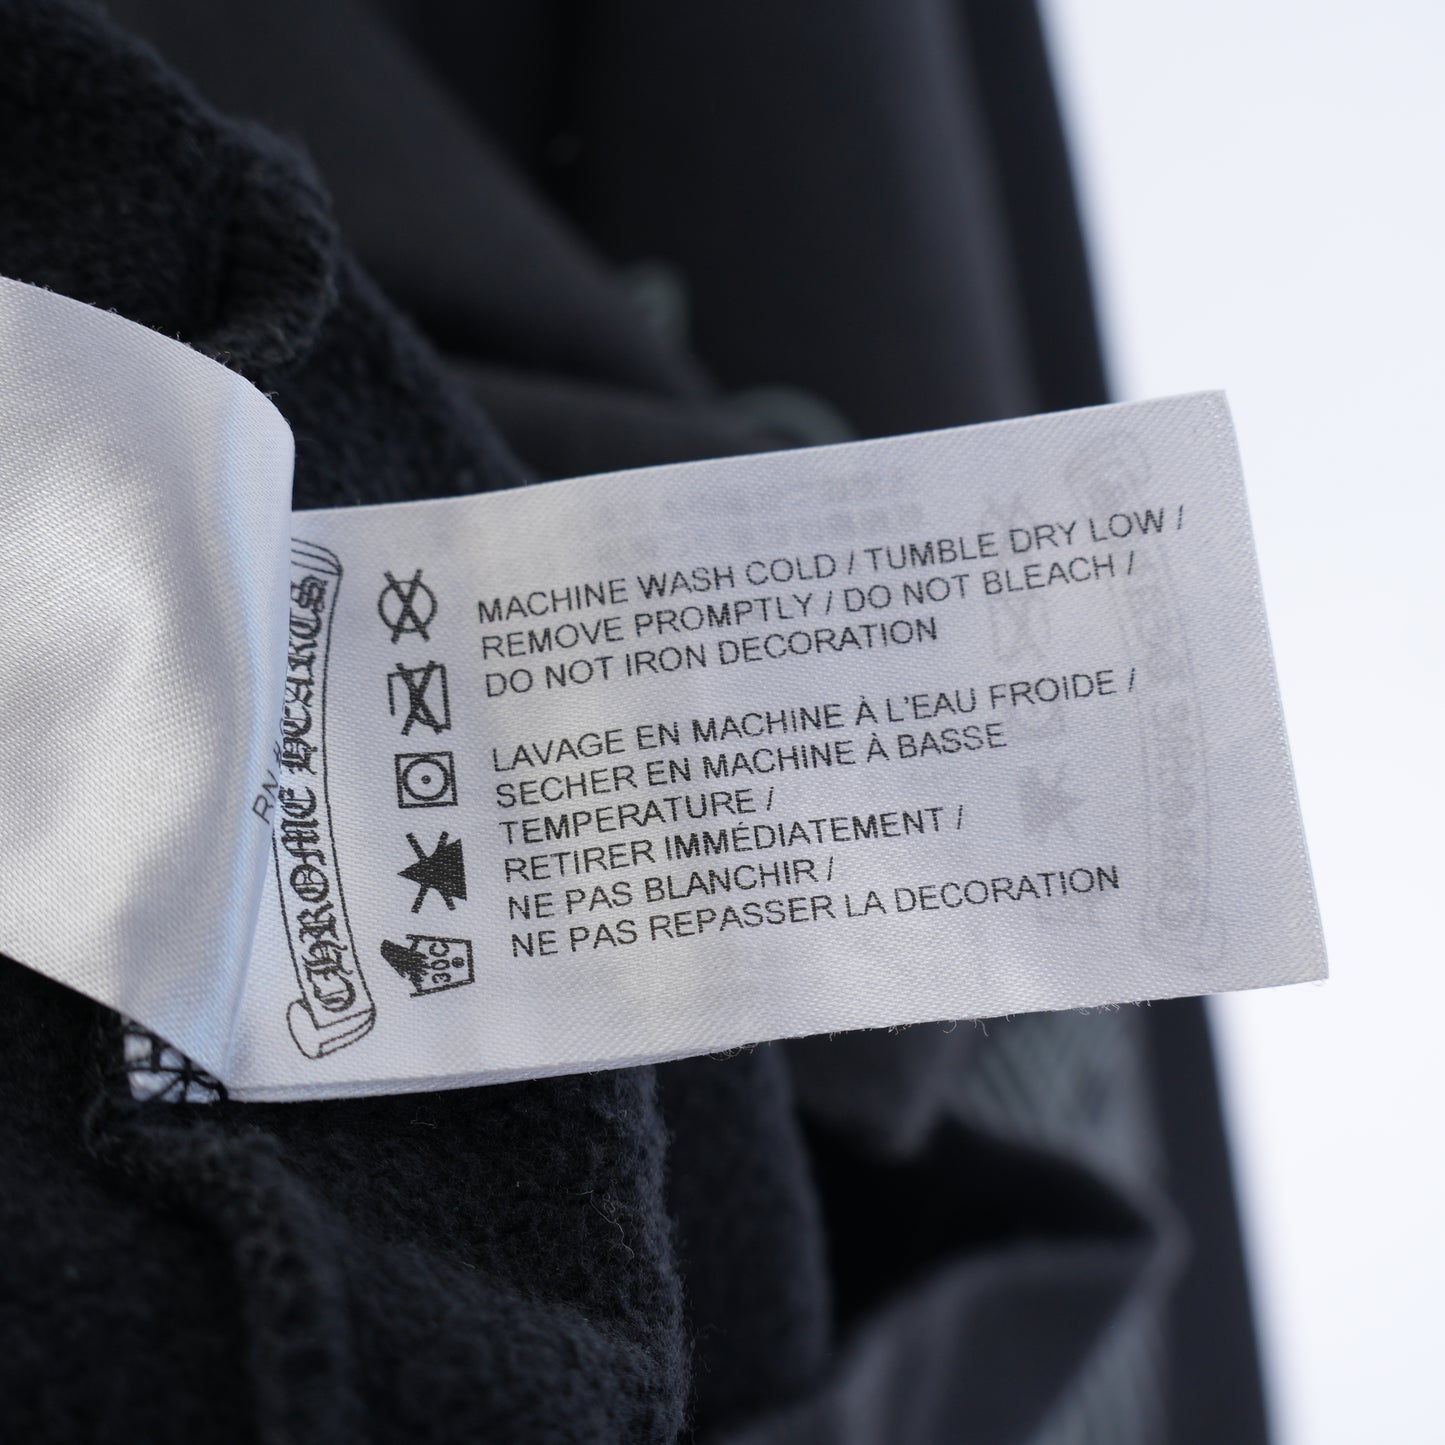 MACHINE WASH COLD / TUMBLE DRY LOW /
REMOVE PROMPTLY / DO NOT BLEACH /
DO NOT IRON DECORATION
LAVAGE EN MACHINE À L'EAU FROIDE /
SECHER EN MACHINE À BASSE
TEMPERATURE /
RETIRER IMMÉDIATEMENT /
NE PAS BLANCHIR /
NE PAS REPASSER LA DECORATION
CHROME HEARTS
30C
RN